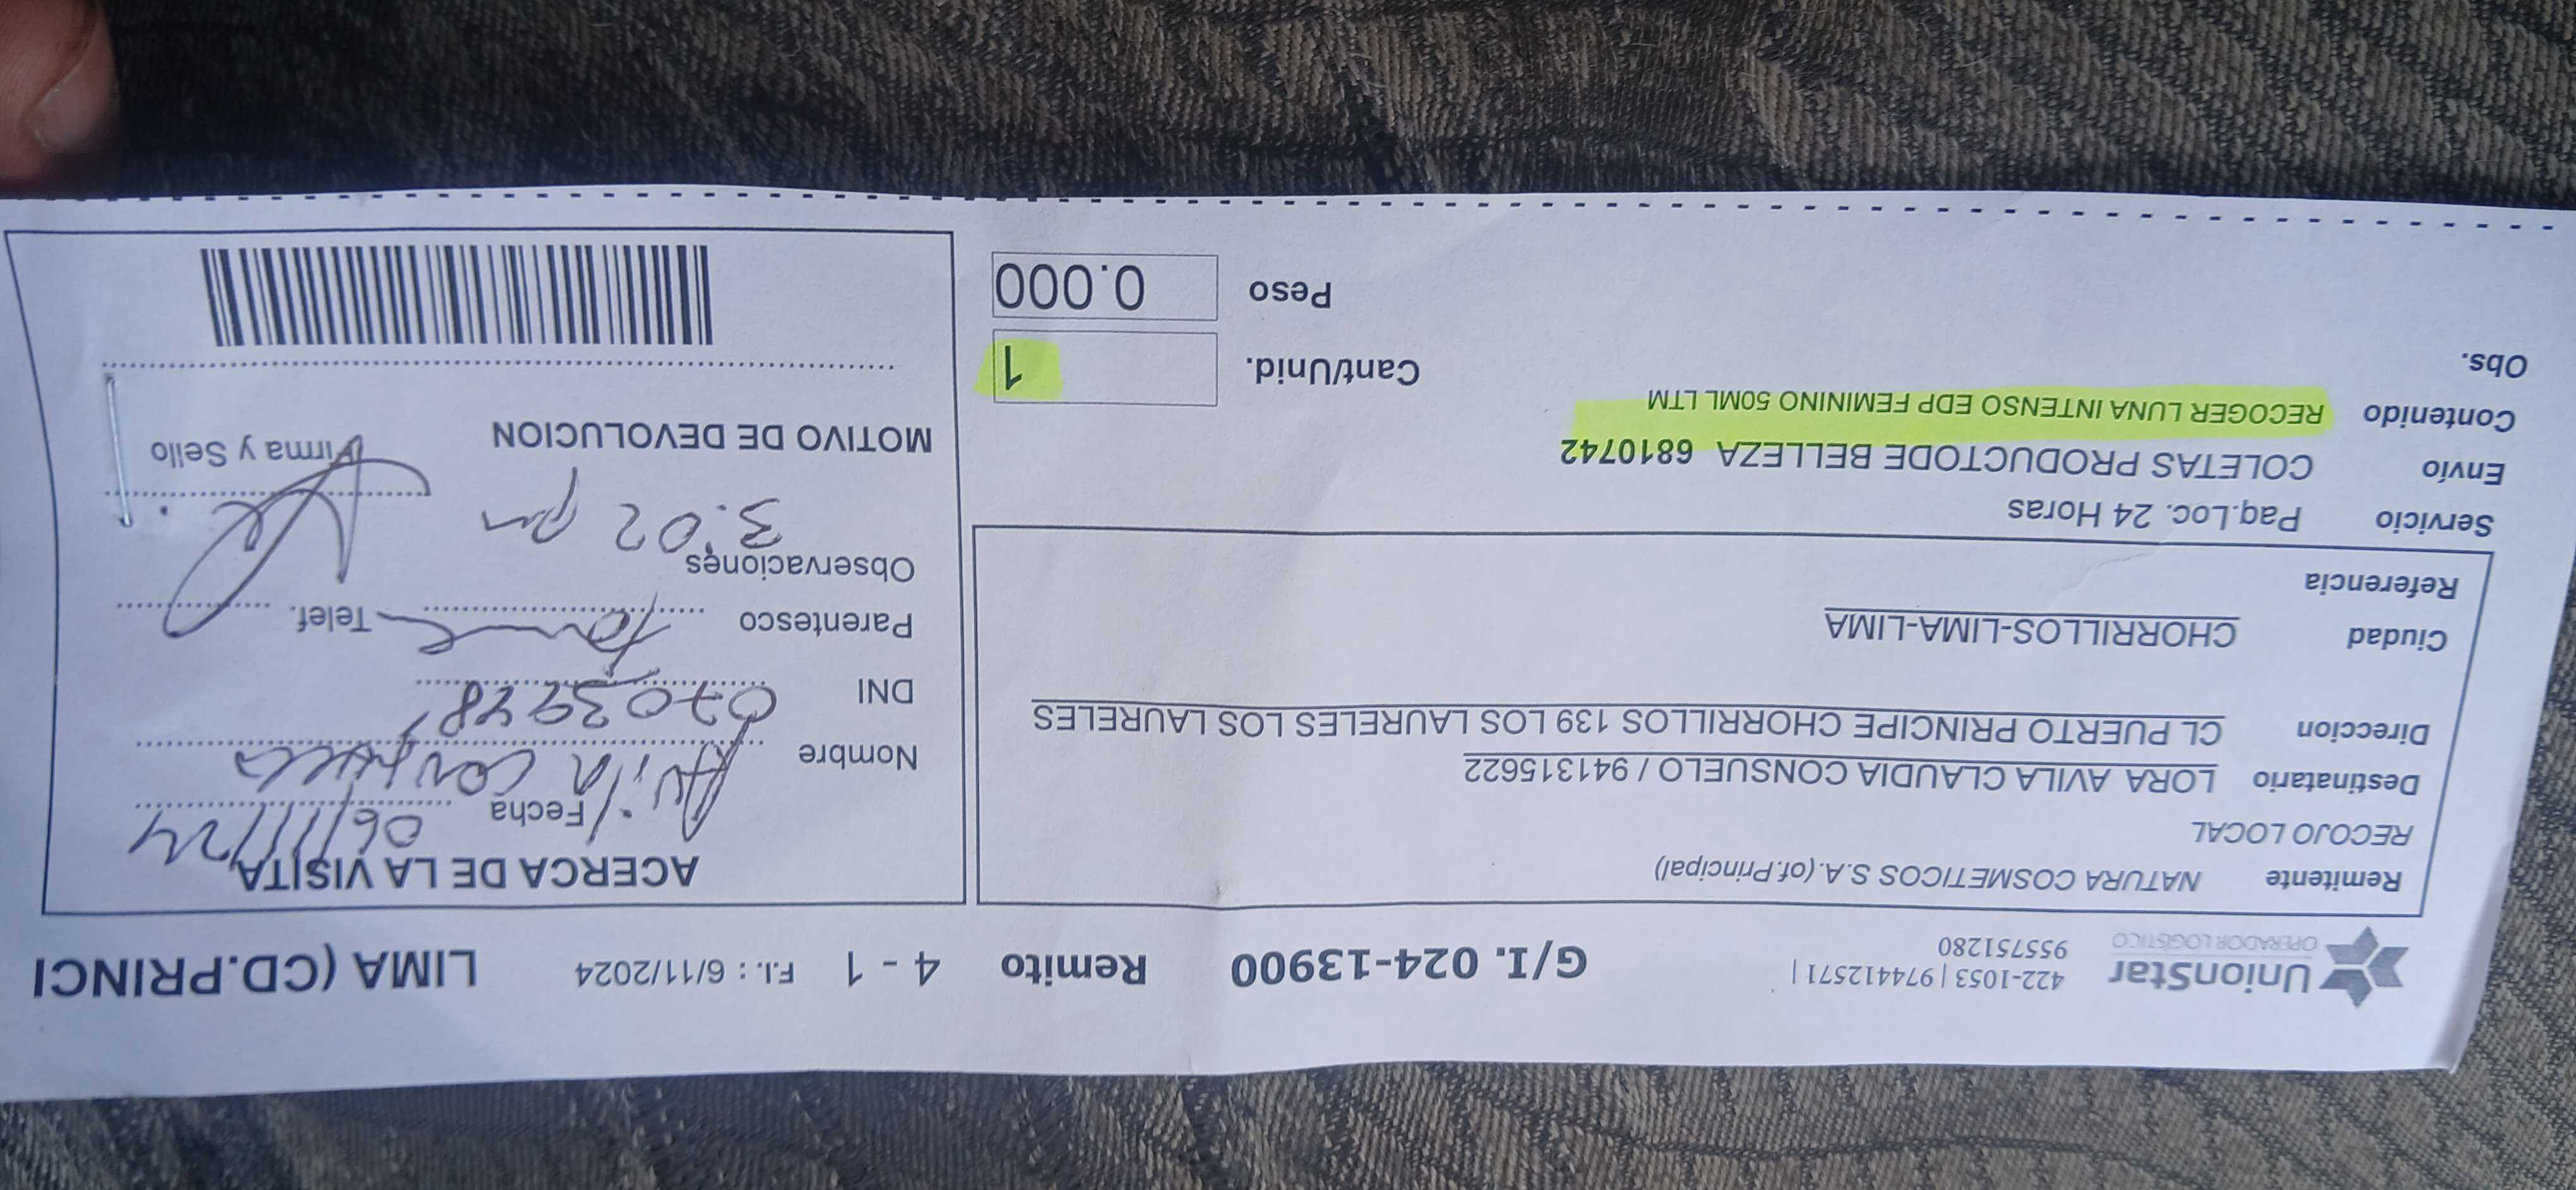 UnionStar
OPERADOR LOGISTICO
422-1053 | 974412571 |
955751280
G/I. 024-13900
Remito 4 - 1 F.I. : 6/11/2024 LIMA (CD.PRINCI
Remitente NATURA COSMETICOS S.A. (of.Principal)
RECOJO LOCAL
Destinatario LORA AVILA CLAUDIA CONSUELO / 941315622
Direccion CL PUERTO PRINCIPE CHORRILLOS 139 LOS LAURELES LOS LAURELES
Ciudad CHORRILLOS-LIMA-LIMA
Referencia
Servicio Paq.Loc. 24 Horas
Envío COLETAS PRODUCTODE BELLEZA 6810742
Contenido RECOGER LUNA INTENSO EDP FEMININO 50ML LTM
Obs.
Cant/Unid. 1
Peso 0.000
ACERCA DE LA VISITA
Fecha 06/11/24
Nombre Avila
DNI
Parentesco Telef.
Observaciones
3:02 pm
MOTIVO DE DEVOLUCION
Firma y Sello